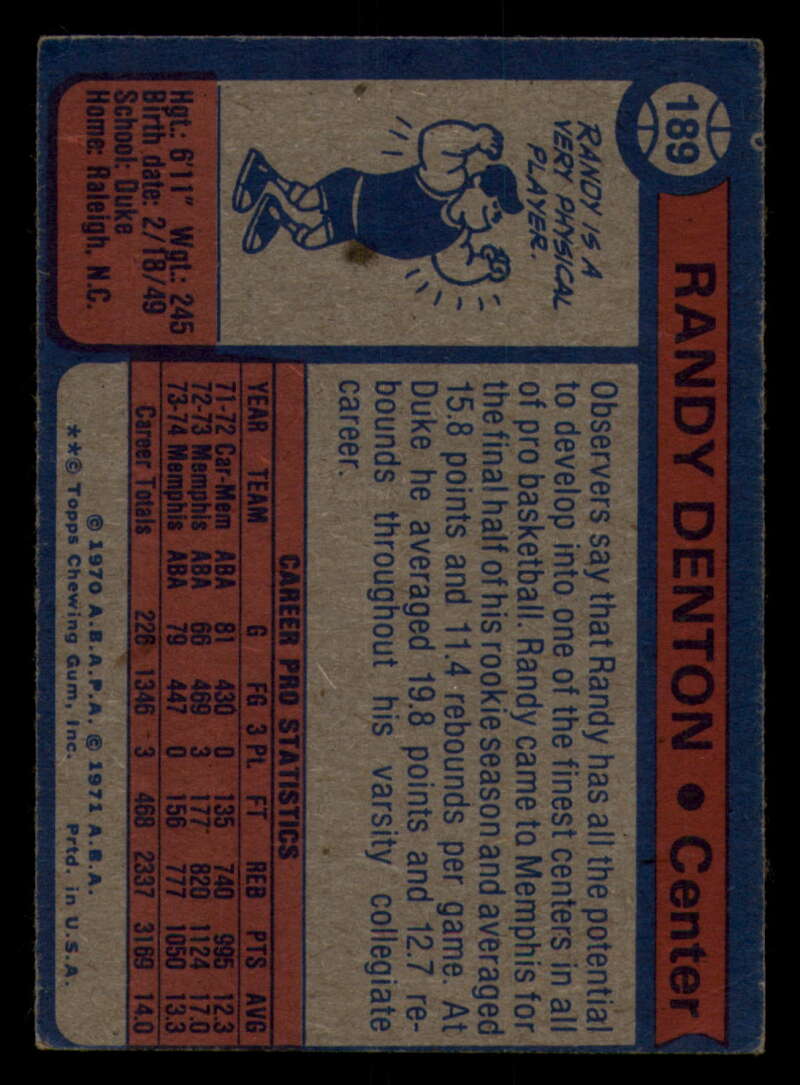 189
RANDY DENTON • Center
RANDY IS A
VERY PHYSICAL
PLAYER.
Hgt.: 6'11" Wgt.: 245
Birth date: 2/18/49
School: Duke
Home: Raleigh, N.C.
Observers say that Randy has all the potential
to develop into one of the finest centers in all
of pro basketball. Randy came to Memphis for
the final half of his rookie season and averaged
15.8 points and 11.4 rebounds per game. At
Duke, he averaged 19.8 points and 12.7 re-
bounds throughout his varsity collegiate
career.
CAREER PRO STATISTICS
YEAR TEAM G FG 3 Pt. FT REB PTS AVG
71-72 Car-Mem ABA 81 430 0 135 740 995 12.3
72-73 Memphis ABA 66 469 3 177 820 1124 17.0
73-74 Memphis ABA 79 447 0 156 777 1050 13.3
Career Totals 226 1346 3 468 2337 3169 14.0
© 1970 A.B.A.P.A. © 1971 A.B.A.
**© Topps Chewing Gum, Inc. Prtd. in U.S.A.